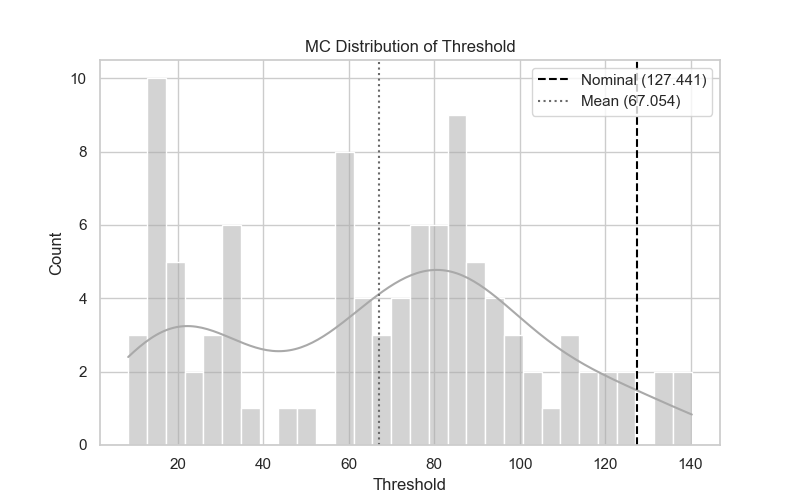 MC Distribution of Threshold
Nominal (127.441)
Mean (67.054)
Count
10
8
6
4
2
0
20 40 60 80 100 120 140
Threshold